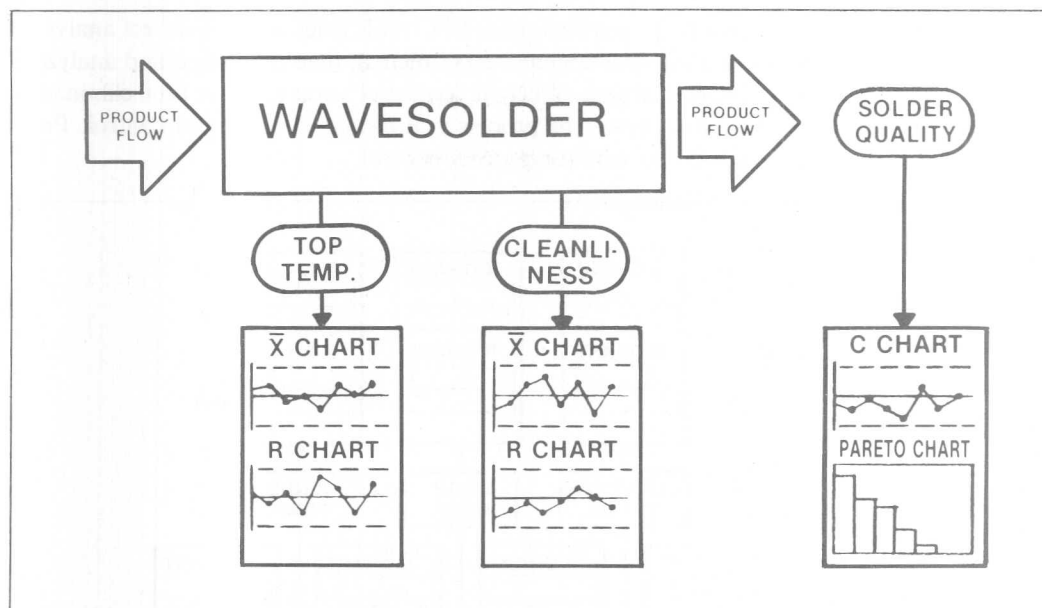 PRODUCT
FLOW
WAVESOLDER
PRODUCT
FLOW
SOLDER
QUALITY
TOP
TEMP.
CLEANLI-
NESS
X̅ CHART
R CHART
X̅ CHART
R CHART
C CHART
PARETO CHART